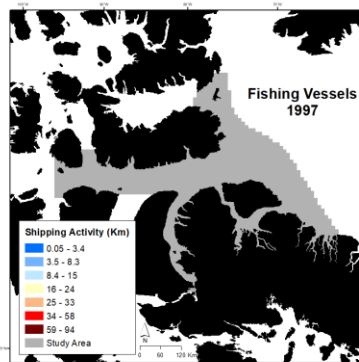 Fishing Vessels
1997
Shipping Activity (Km)
0.05 - 3.4
3.5 - 8.3
8.4 - 15
16 - 24
25 - 33
34 - 58
59 - 94
Study Area
N
0
60
120 Km